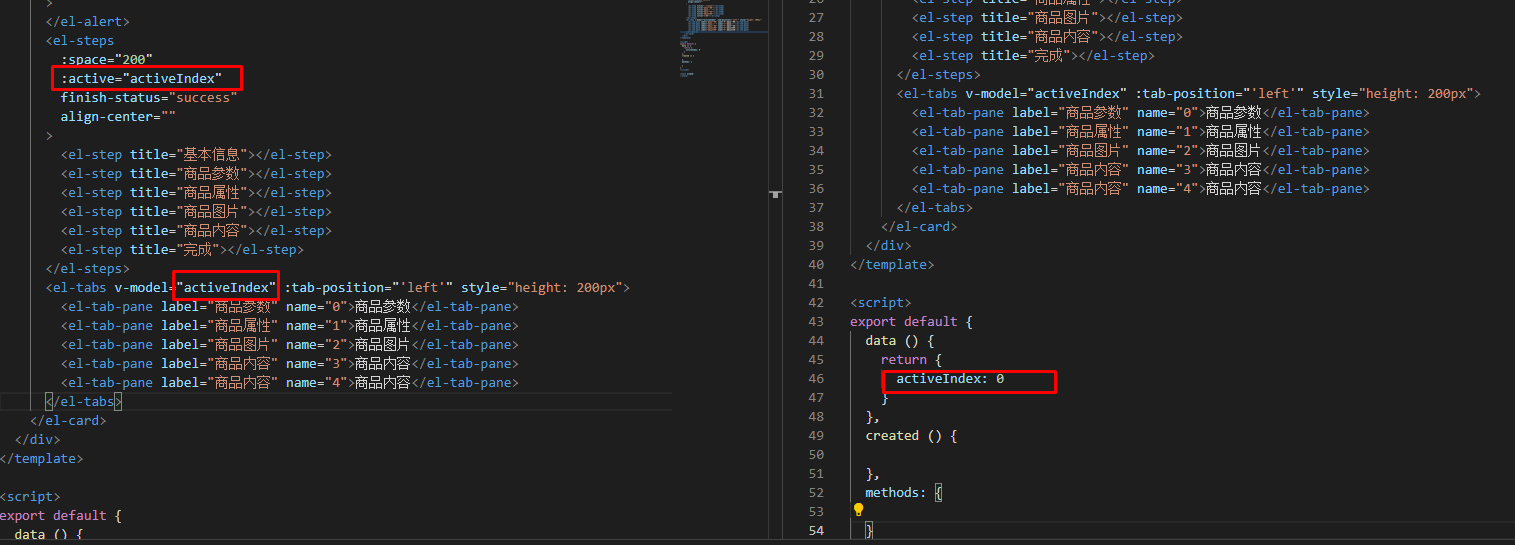 >
</el-alert>
<el-steps
:space="200"
:active="activeIndex"
finish-status="success"
align-center=""
>
<el-step title="基本信息"></el-step>
<el-step title="商品参数"></el-step>
<el-step title="商品属性"></el-step>
<el-step title="商品图片"></el-step>
<el-step title="商品内容"></el-step>
<el-step title="完成"></el-step>
</el-steps>
<el-tabs v-model="activeIndex" :tab-position="'left'" style="height: 200px">
<el-tab-pane label="商品参数" name="0">商品参数</el-tab-pane>
<el-tab-pane label="商品属性" name="1">商品属性</el-tab-pane>
<el-tab-pane label="商品图片" name="2">商品图片</el-tab-pane>
<el-tab-pane label="商品内容" name="3">商品内容</el-tab-pane>
<el-tab-pane label="商品内容" name="4">商品内容</el-tab-pane>
</el-tabs>
</el-card>
</div>
</template>
<script>
export default {
data () {
26 <el-step title="商品属性"></el-step>
27 <el-step title="商品图片"></el-step>
28 <el-step title="商品内容"></el-step>
29 <el-step title="完成"></el-step>
30 </el-steps>
31 <el-tabs v-model="activeIndex" :tab-position="'left'" style="height: 200px">
32 <el-tab-pane label="商品参数" name="0">商品参数</el-tab-pane>
33 <el-tab-pane label="商品属性" name="1">商品属性</el-tab-pane>
34 <el-tab-pane label="商品图片" name="2">商品图片</el-tab-pane>
35 <el-tab-pane label="商品内容" name="3">商品内容</el-tab-pane>
36 <el-tab-pane label="商品内容" name="4">商品内容</el-tab-pane>
37 </el-tabs>
38 </el-card>
39 </div>
40 </template>
41
42 <script>
43 export default {
44 data () {
45 return {
46 activeIndex: 0
47 }
48 },
49 created () {
50
51 },
52 methods: {
53
54 }